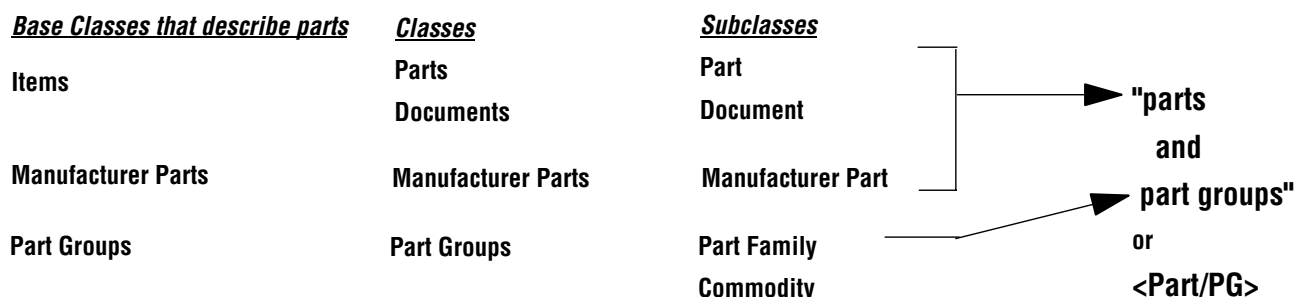 Base Classes that describe parts Classes Subclasses
Items Parts Part
Documents Document
Manufacturer Parts Manufacturer Parts Manufacturer Part
Part Groups Part Groups Part Family
Commodity
"parts
and
part groups"
or
<Part/PG>